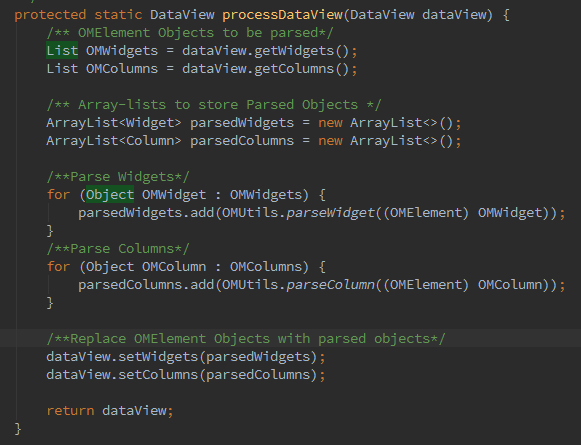 protected static DataView processDataView(DataView dataView) {
    /** OMElement Objects to be parsed*/
    List OMWidgets = dataView.getWidgets();
    List OMColumns = dataView.getColumns();

    /** Array-lists to store Parsed Objects */
    ArrayList<Widget> parsedWidgets = new ArrayList<>();
    ArrayList<Column> parsedColumns = new ArrayList<>();

    /**Parse Widgets*/
    for (Object OMWidget : OMWidgets) {
        parsedWidgets.add(OMUtils.parseWidget((OMElement) OMWidget));
    }
    /**Parse Columns*/
    for (Object OMColumn : OMColumns) {
        parsedColumns.add(OMUtils.parseColumn((OMElement) OMColumn));
    }

    /**Replace OMElement Objects with parsed objects*/
    dataView.setWidgets(parsedWidgets);
    dataView.setColumns(parsedColumns);

    return dataView;
}